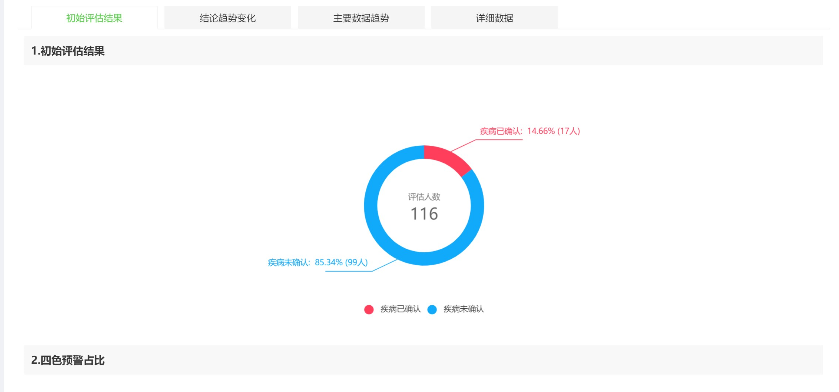 初始评估结果 结论趋势变化 主要数据趋势 详细数据
1.初始评估结果
疾病已确认: 14.66% (17人)
评估人数
116
疾病未确认: 85.34% (99人)
疾病已确认 疾病未确认
2.四色预警占比